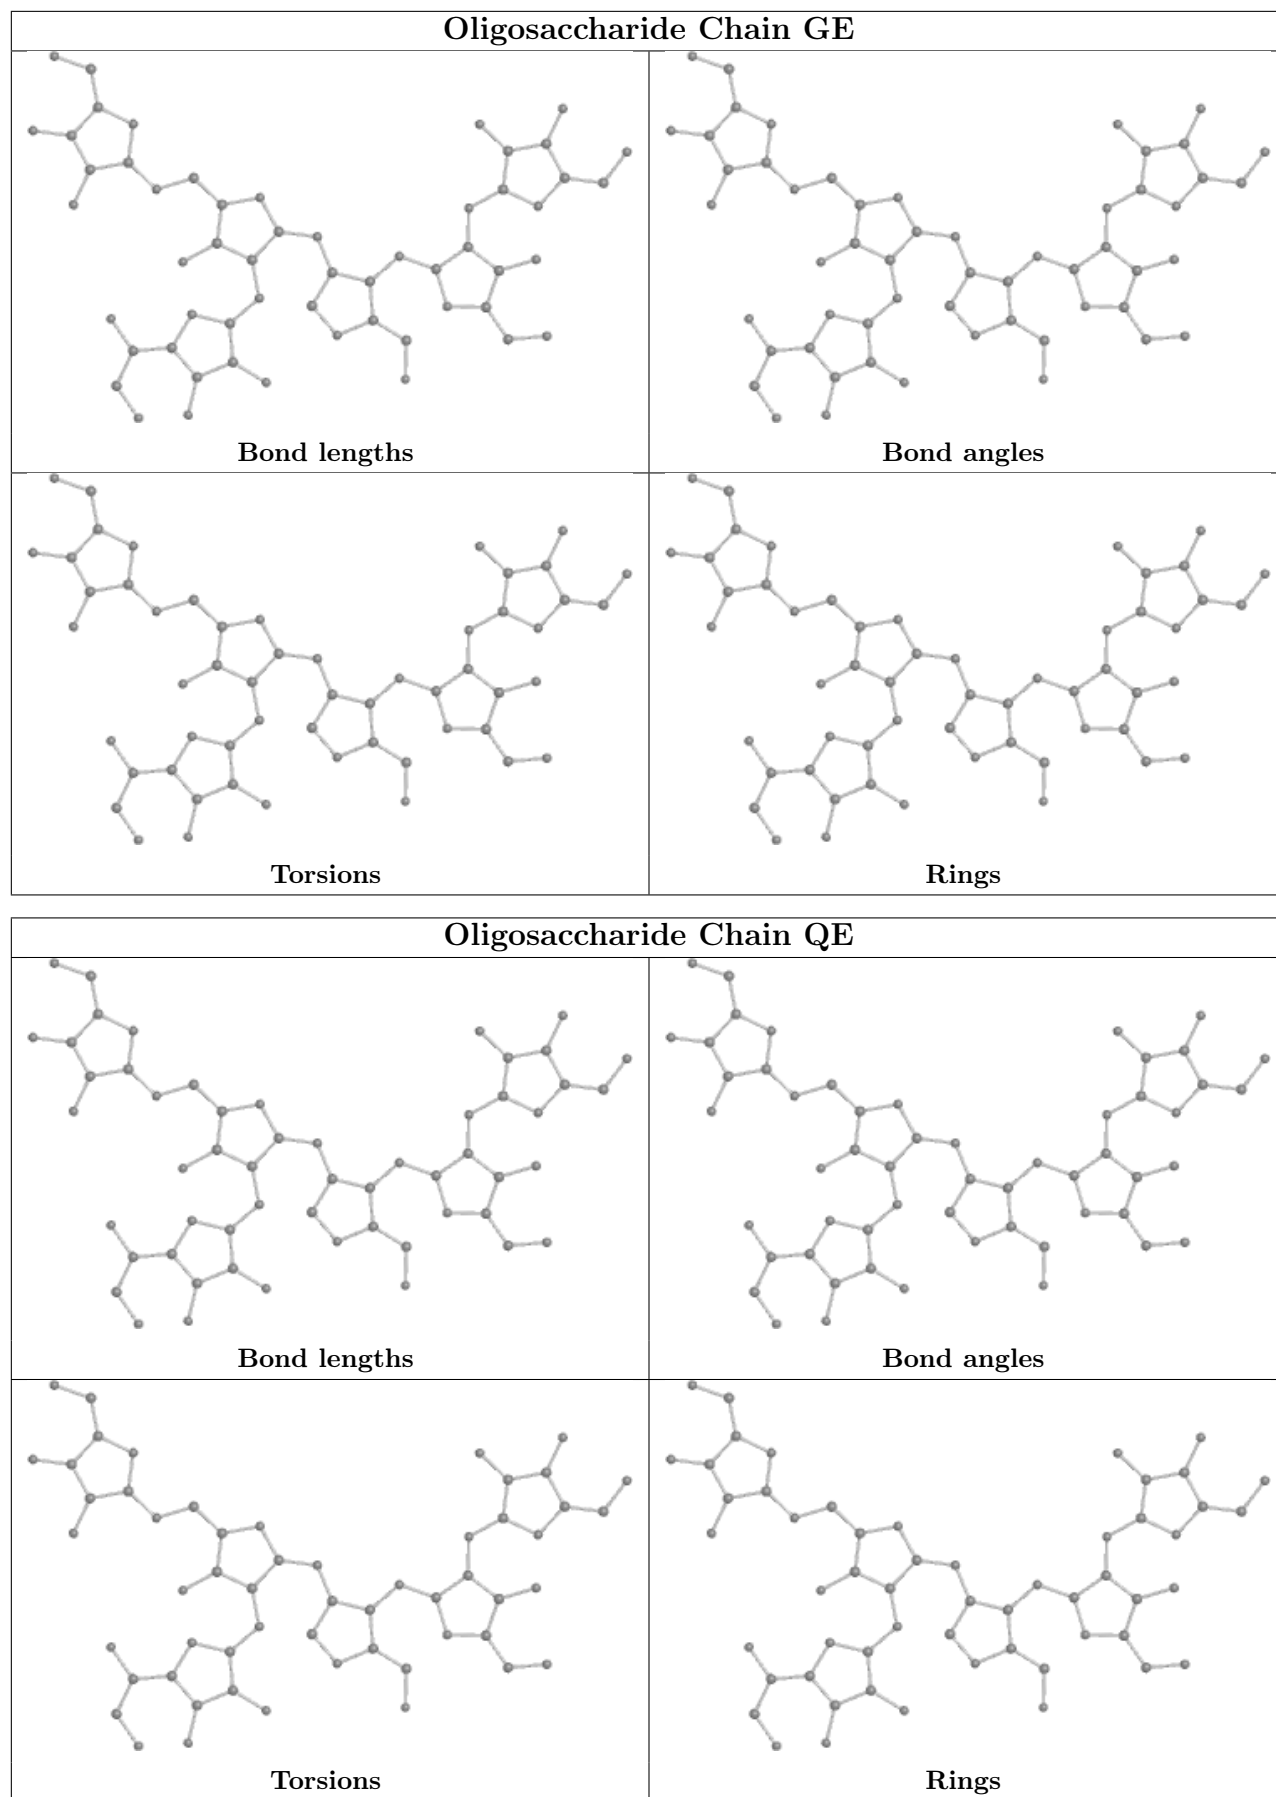 Oligosaccharide Chain GE
Bond lengths
Bond angles
Torsions
Rings
Oligosaccharide Chain QE
Bond lengths
Bond angles
Torsions
Rings